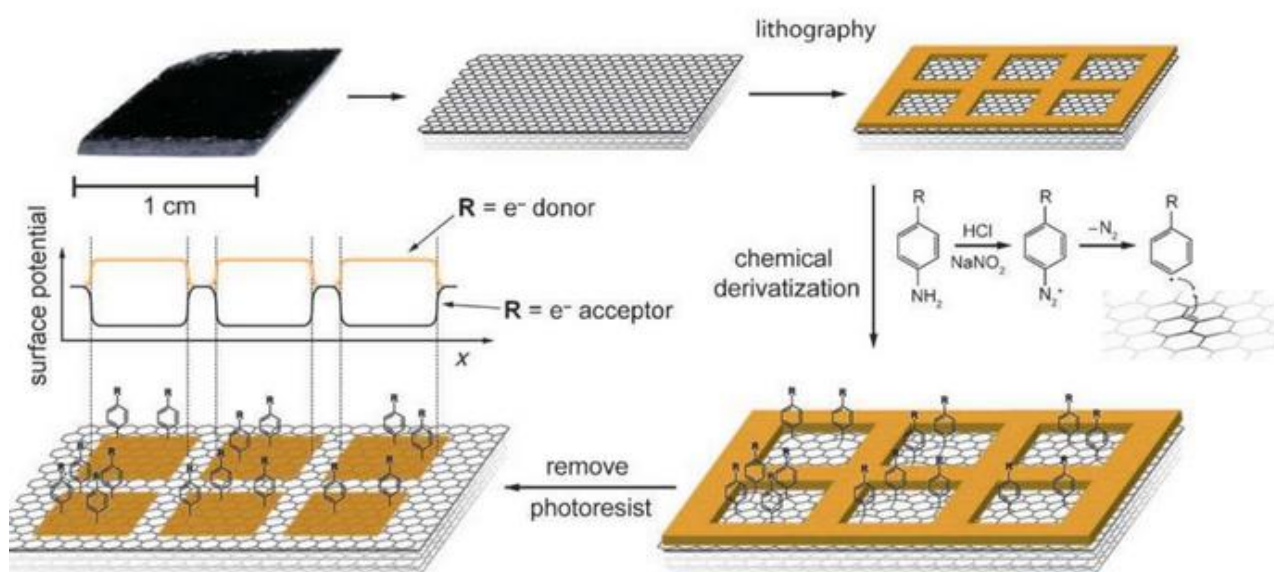 lithography
1 cm
surface potential
R = e⁻ donor
R = e⁻ acceptor
x
chemical
derivatization
R
NH₂
HCl
NaNO₂
R
N₂⁺
–N₂
R
R
R
R
R
R
R
R
R
R
R
R
R
R
remove
photoresist
R
R
R
R
R
R
R
R
R
R
R
R
R